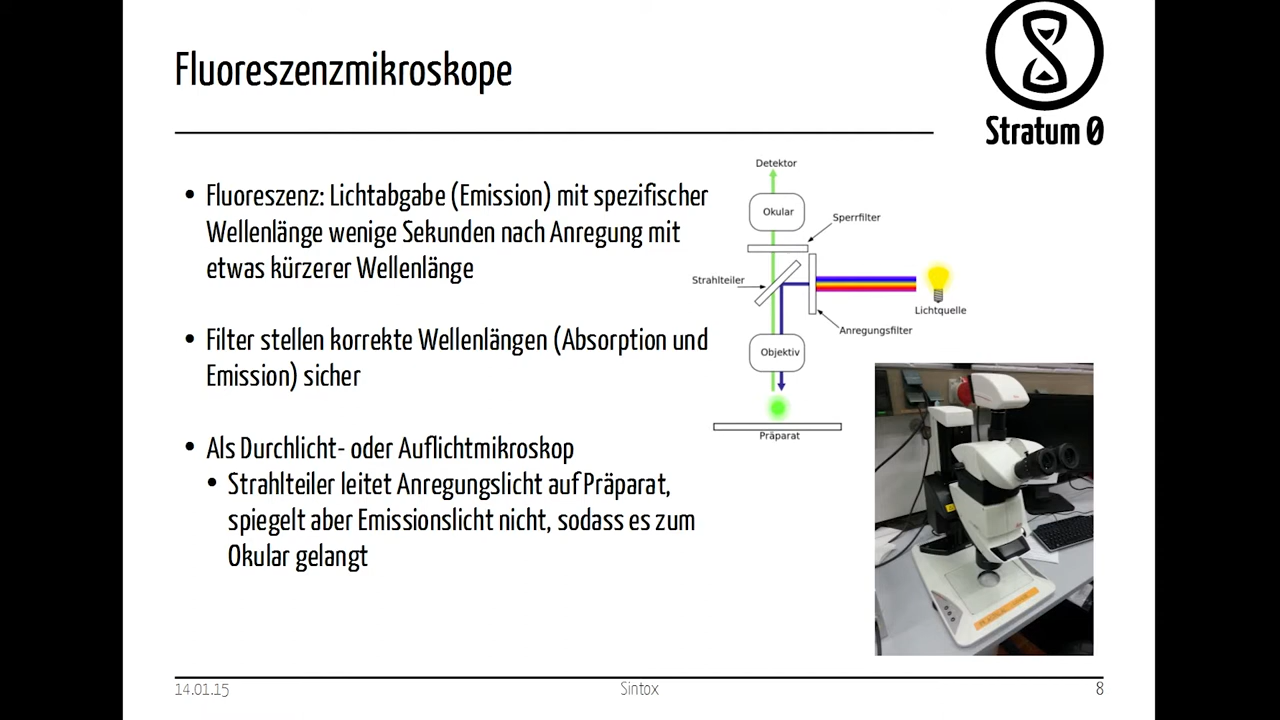 Fluoreszenzmikroskope
Stratum 0
• Fluoreszenz: Lichtabgabe (Emission) mit spezifischer
Wellenlänge wenige Sekunden nach Anregung mit
etwas kürzerer Wellenlänge
• Filter stellen korrekte Wellenlängen (Absorption und
Emission) sicher
• Als Durchlicht- oder Auflichtmikroskop
• Strahlteiler leitet Anregungslicht auf Präparat,
spiegelt aber Emissionslicht nicht, sodass es zum
Okular gelangt
Detektor
Okular
Sperrfilter
Strahlteiler
Lichtquelle
Anregungsfilter
Objektiv
Präparat
14.01.15
Sintox
8